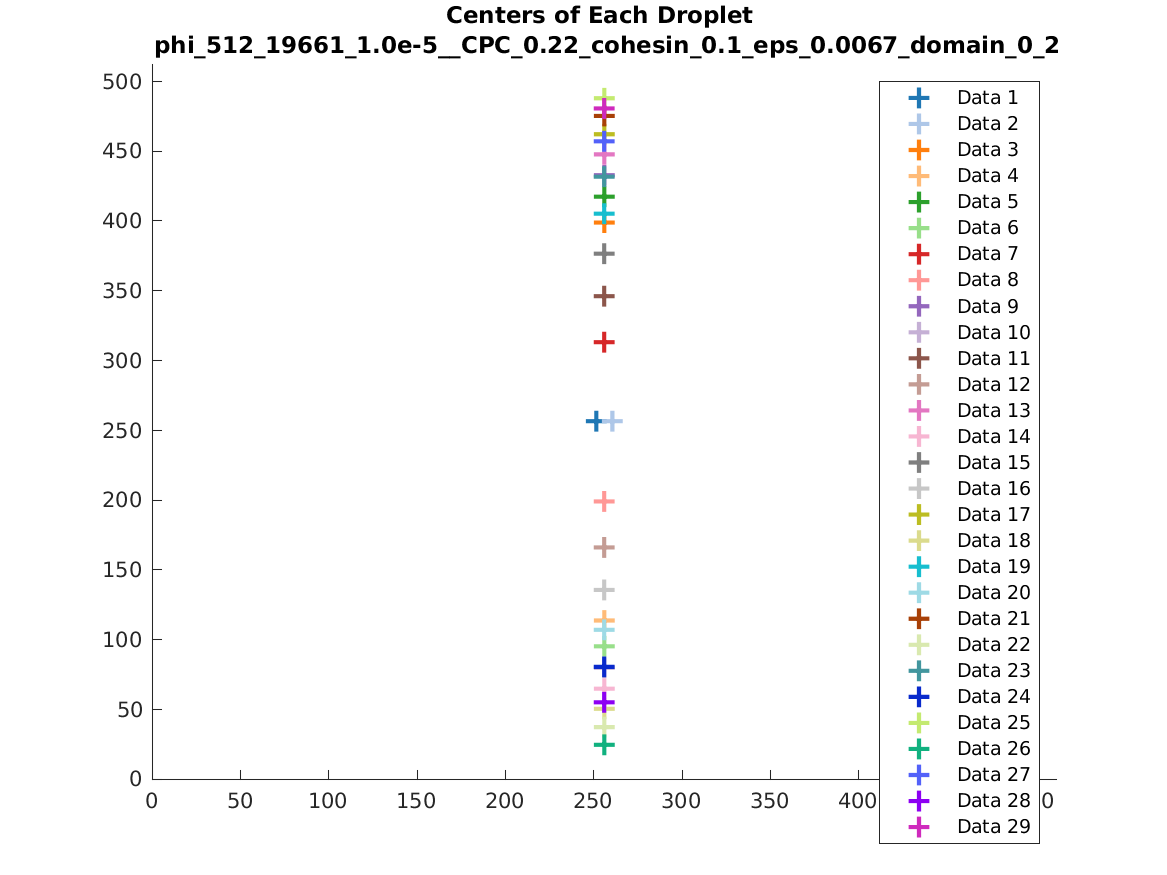 Centers of Each Droplet
phi_512_19661_1.0e-5__CPC_0.22_cohesin_0.1_eps_0.0067_domain_0_2
500
450
400
350
300
250
200
150
100
50
0
0 50 100 150 200 250 300 350 400 0
Data 1
Data 2
Data 3
Data 4
Data 5
Data 6
Data 7
Data 8
Data 9
Data 10
Data 11
Data 12
Data 13
Data 14
Data 15
Data 16
Data 17
Data 18
Data 19
Data 20
Data 21
Data 22
Data 23
Data 24
Data 25
Data 26
Data 27
Data 28
Data 29